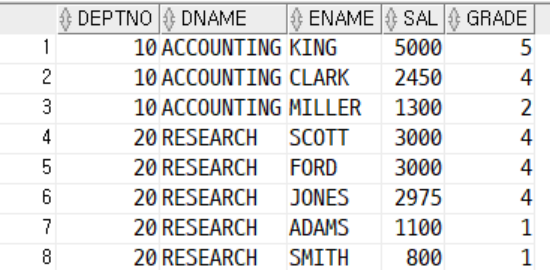 DEPTNO DNAME ENAME SAL GRADE
1 10 ACCOUNTING KING 5000 5
2 10 ACCOUNTING CLARK 2450 4
3 10 ACCOUNTING MILLER 1300 2
4 20 RESEARCH SCOTT 3000 4
5 20 RESEARCH FORD 3000 4
6 20 RESEARCH JONES 2975 4
7 20 RESEARCH ADAMS 1100 1
8 20 RESEARCH SMITH 800 1